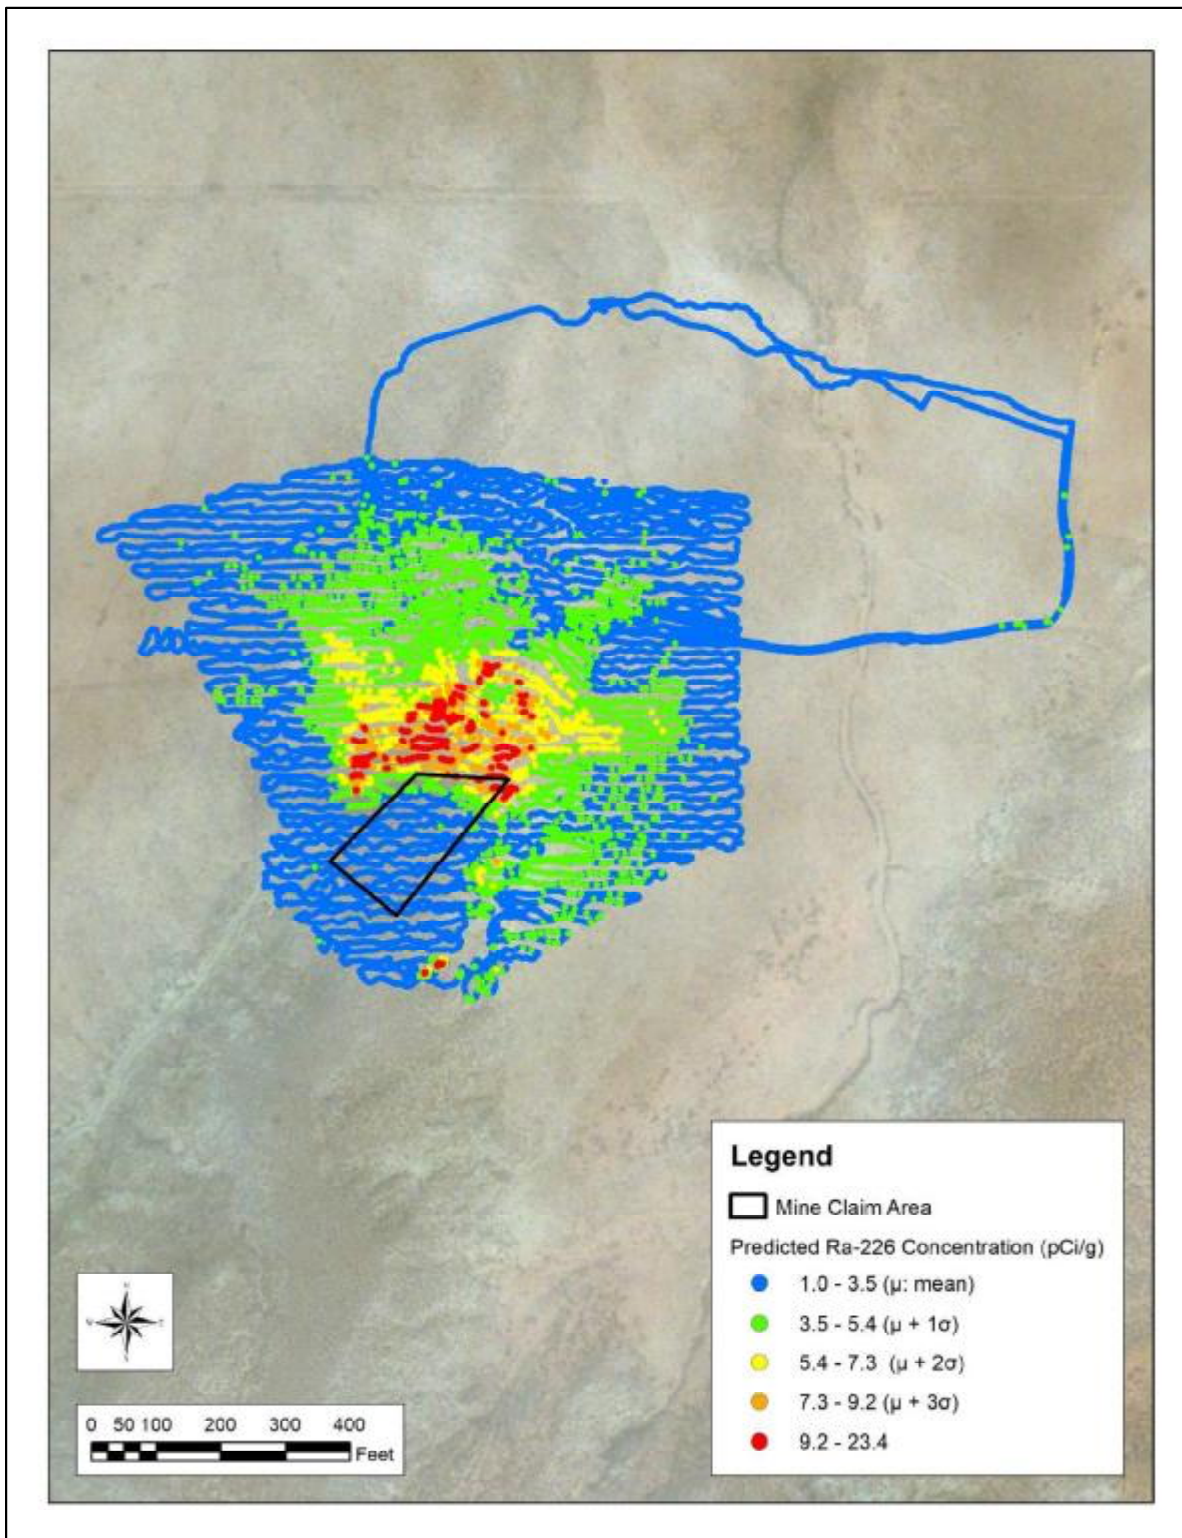 Legend
Mine Claim Area
Predicted Ra-226 Concentration (pCi/g)
1.0 - 3.5 (μ: mean)
3.5 - 5.4 (μ + 1σ)
5.4 - 7.3 (μ + 2σ)
7.3 - 9.2 (μ + 3σ)
9.2 - 23.4
0 50 100 200 300 400
Feet